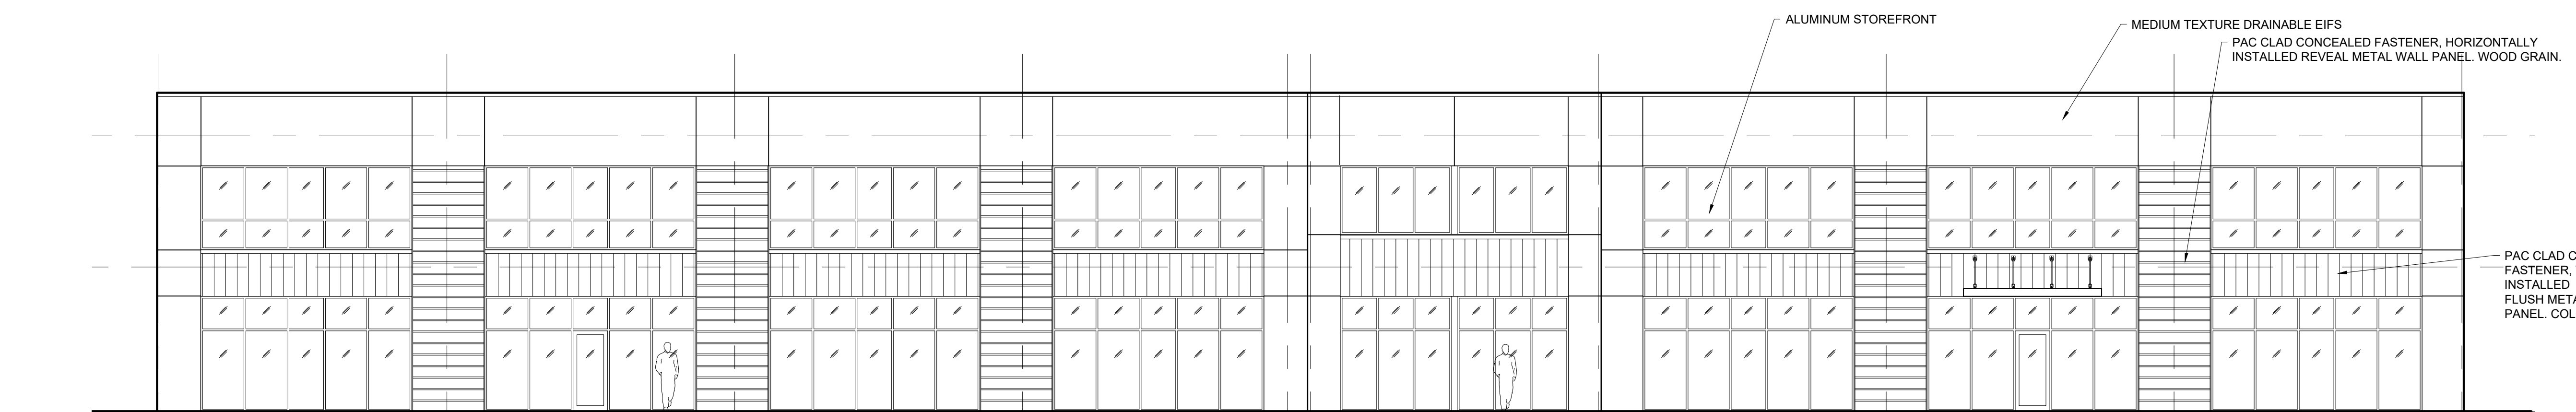 ALUMINUM STOREFRONT
MEDIUM TEXTURE DRAINABLE EIFS
PAC CLAD CONCEALED FASTENER, HORIZONTALLY
INSTALLED REVEAL METAL WALL PANEL. WOOD GRAIN.
PAC CLAD C
FASTENER,
INSTALLED
FLUSH META
PANEL. COL